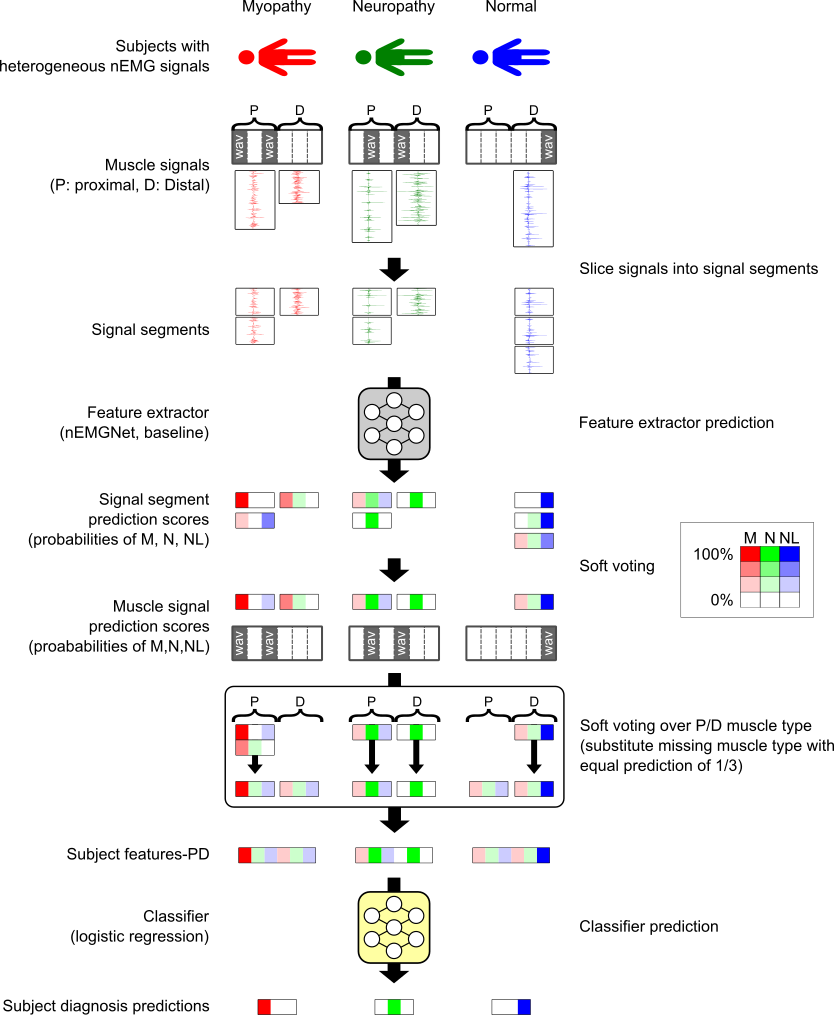 Myopathy Neuropathy Normal
Subjects with
heterogeneous nEMG signals
P D P D P D
wav wav wav wav wav
Muscle signals
(P: proximal, D: Distal)
Slice signals into signal segments
Signal segments
Feature extractor
(nEMGNet, baseline)
Feature extractor prediction
Signal segment
prediction scores
(probabilities of M, N, NL)
M N NL
100%
0%
Soft voting
Muscle signal
prediction scores
(proababilities of M,N,NL)
wav wav wav wav wav
P D P D P D
Soft voting over P/D muscle type
(substitute missing muscle type with
equal prediction of 1/3)
Subject features-PD
Classifier
(logistic regression)
Classifier prediction
Subject diagnosis predictions